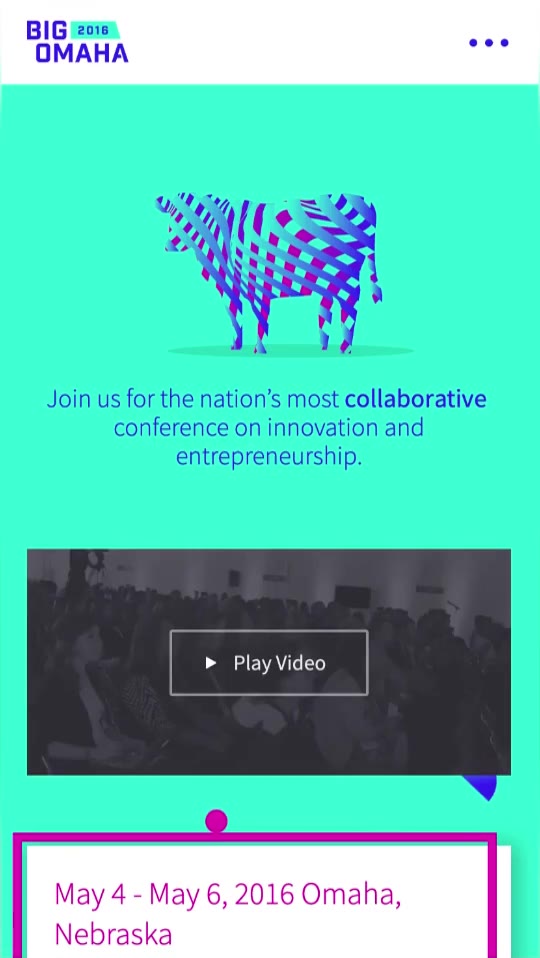 BIG 2016
OMAHA
Join us for the nation’s most collaborative
conference on innovation and
entrepreneurship.
Play Video
May 4 - May 6, 2016 Omaha,
Nebraska